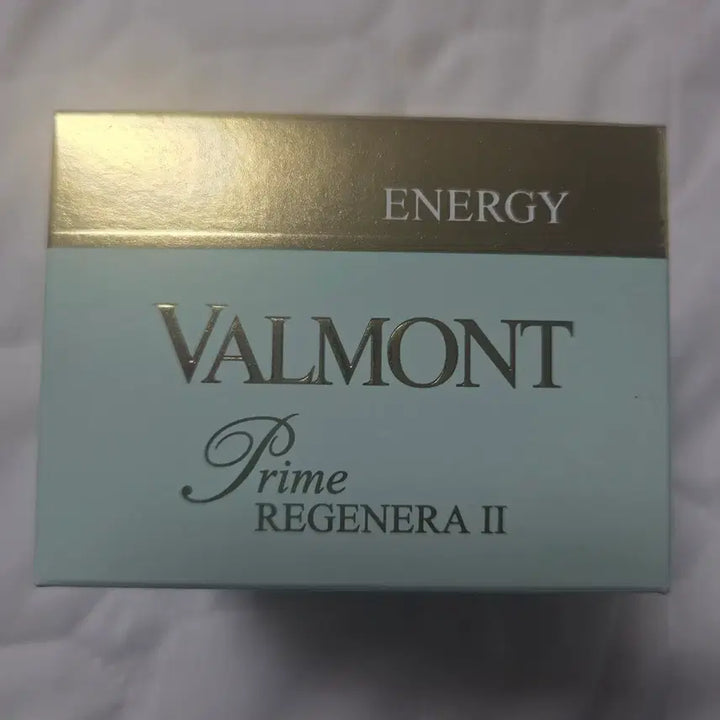 ENERGY
VALMONT
Prime
REGENERA II